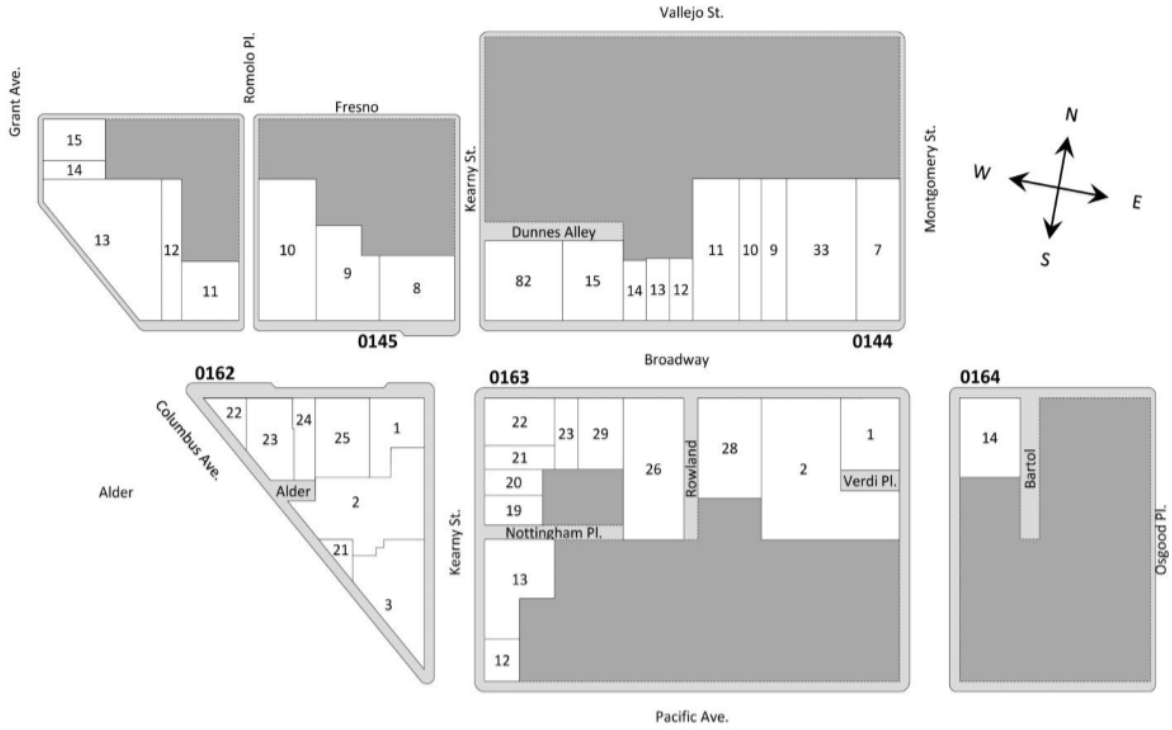 Vallejo St.
Grant Ave.
Romolo Pl.
Fresno
Kearny St.
Montgomery St.
N
W
E
S
15
14
13
12
11
10
9
8
Dunnes Alley
82
15
14
13
12
11
10
9
33
7
0145
0144
Broadway
0162
0163
0164
Columbus Ave.
22
23
24
25
1
Alder
Alder
2
21
3
Kearny St.
22
23
29
21
20
19
26
Rowland
28
2
1
Verdi Pl.
Nottingham Pl.
13
12
14
Bartol
Osgood Pl.
Pacific Ave.